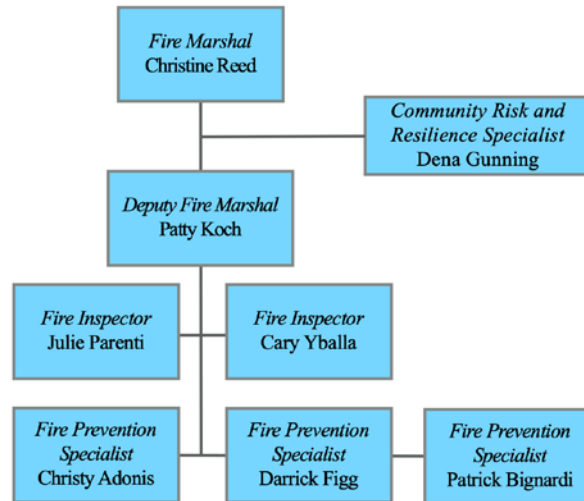 Fire Marshal
Christine Reed
Community Risk and
Resilience Specialist
Dena Gunning
Deputy Fire Marshal
Patty Koch
Fire Inspector
Julie Parenti
Fire Inspector
Cary Yballa
Fire Prevention
Specialist
Christy Adonis
Fire Prevention
Specialist
Darrick Figg
Fire Prevention
Specialist
Patrick Bignardi